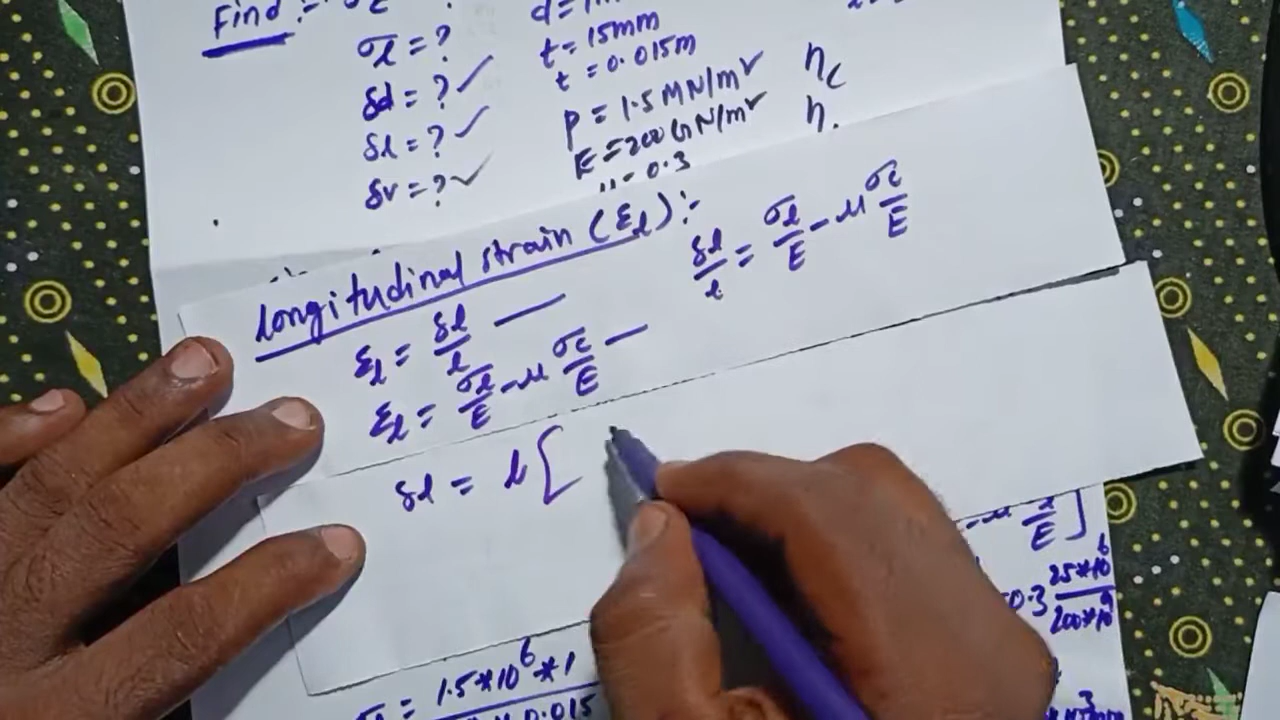 Find :-
σl = ?
δd = ? ✓
δl = ? ✓
δv = ? ✓
t = 15mm
t = 0.015m
P = 1.5 MN/m²
E = 200 GN/m²
0.3
ηc
Longitudinal strain (εl) :-
εl = δl/l
εl = σl/E - μ σc/E
δl/l = σl/E - μ σc/E
δl = l [
- μ σl/E ]
0.3 25*10⁶/200*10⁹
= 1.5*10⁶*1
0.015